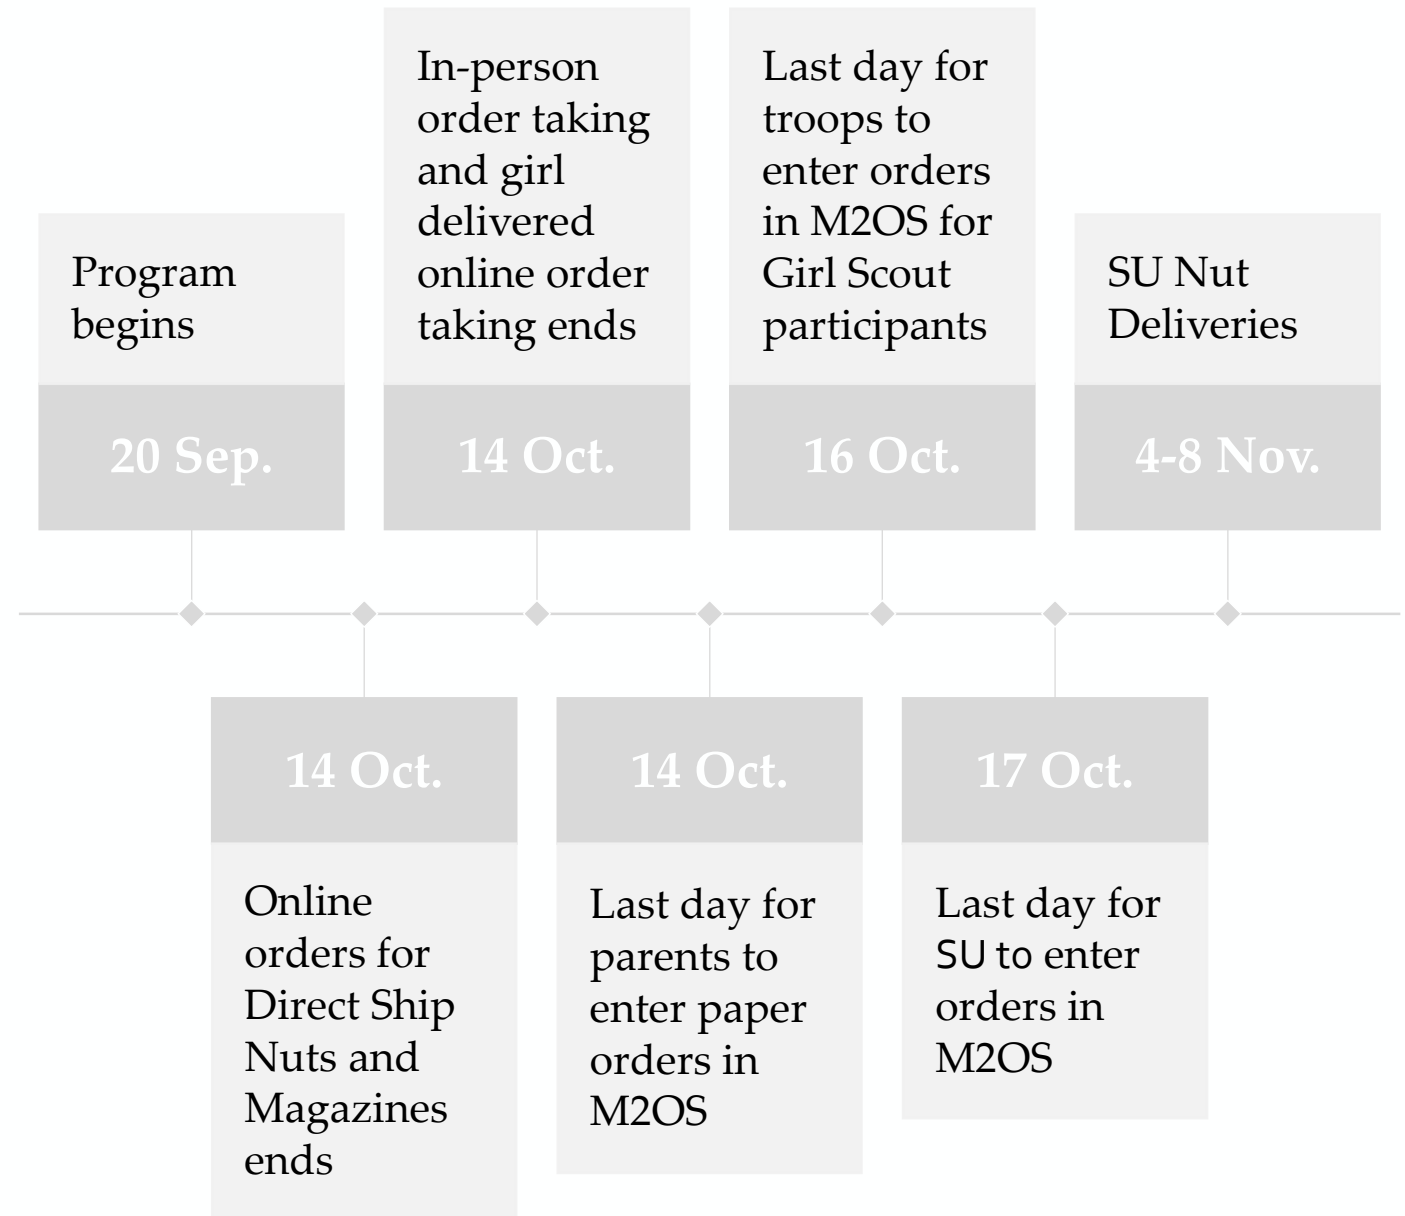 Program
begins
20 Sep.
14 Oct.
Online
orders for
Direct Ship
Nuts and
Magazines
ends
In-person
order taking
and girl
delivered
online order
taking ends
14 Oct.
14 Oct.
Last day for
parents to
enter paper
orders in
M2OS
Last day for
troops to
enter orders
in M2OS for
Girl Scout
participants
16 Oct.
17 Oct.
Last day for
SU to enter
orders in
M2OS
SU Nut
Deliveries
4-8 Nov.